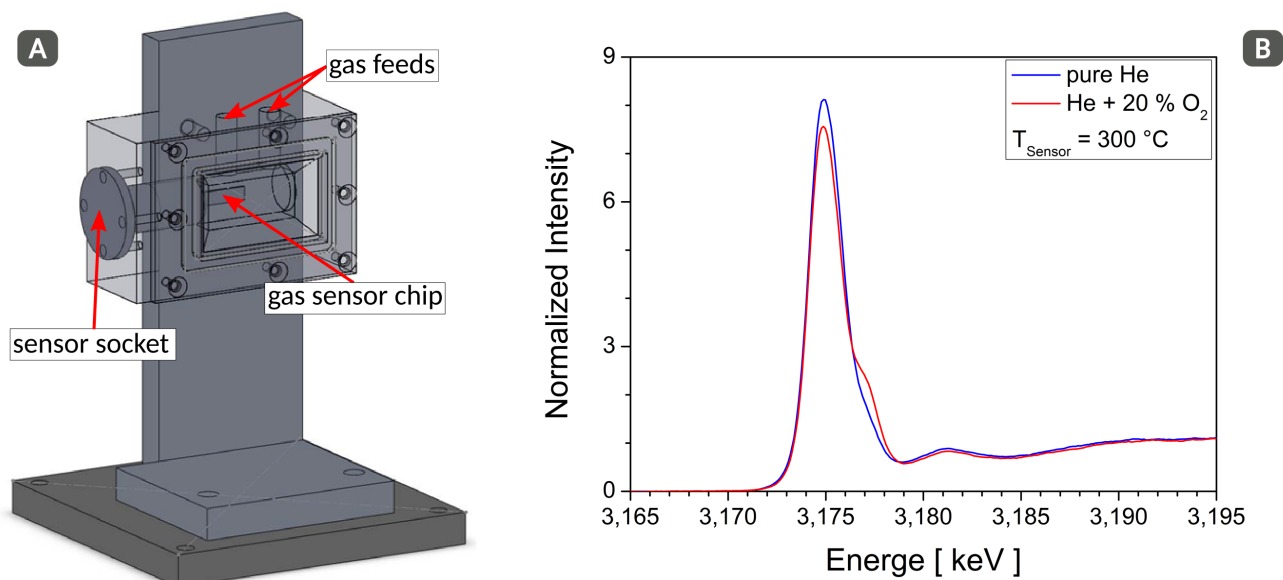 A
gas feeds
gas sensor chip
sensor socket
B
pure He
He + 20 % O2
TSensor = 300 °C
Normalized Intensity
9
6
3
0
3,165 3,170 3,175 3,180 3,185 3,190 3,195
Energe [ keV ]